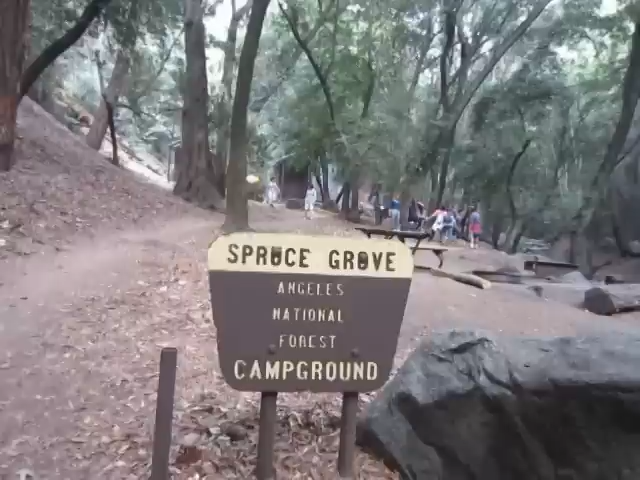 SPRUCE GROVE
ANGELES
NATIONAL
FOREST
CAMPGROUND